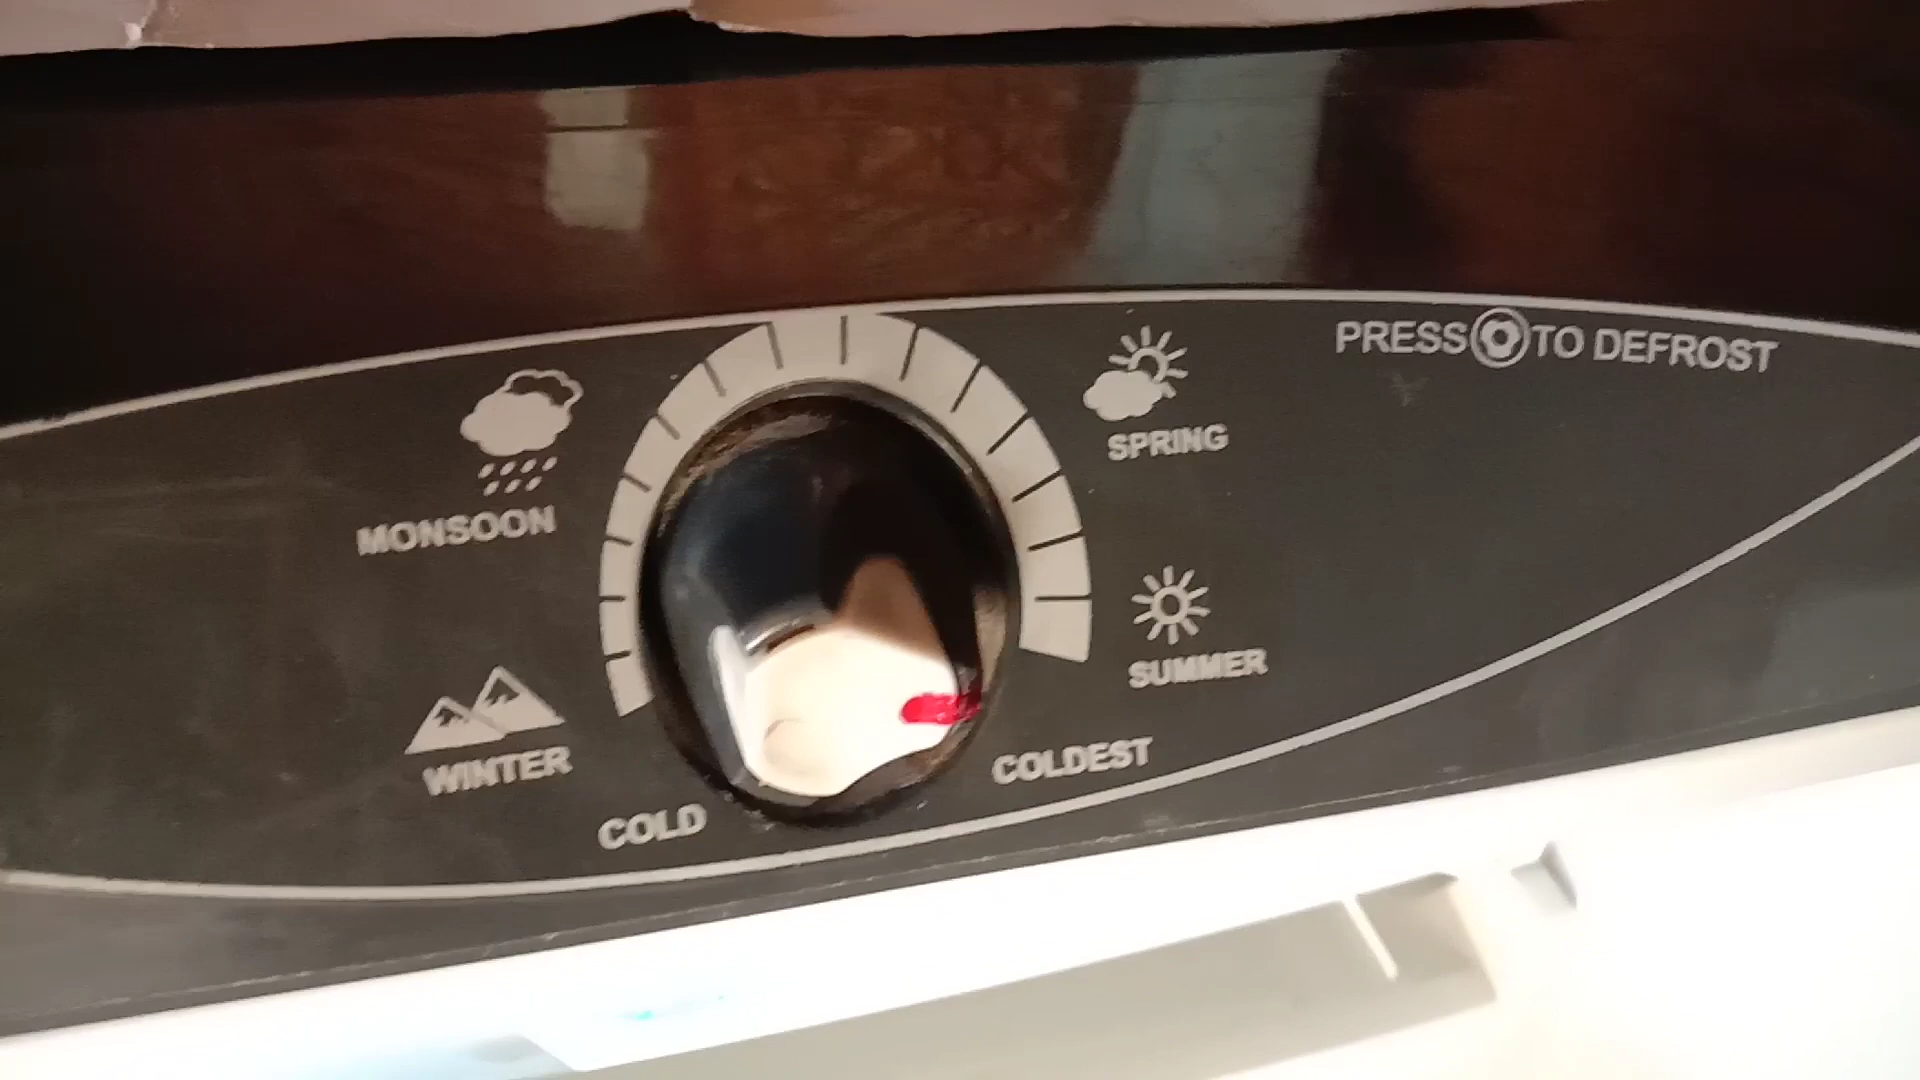 PRESS TO DEFROST
SPRING
MONSOON
SUMMER
WINTER
COLDEST
COLD